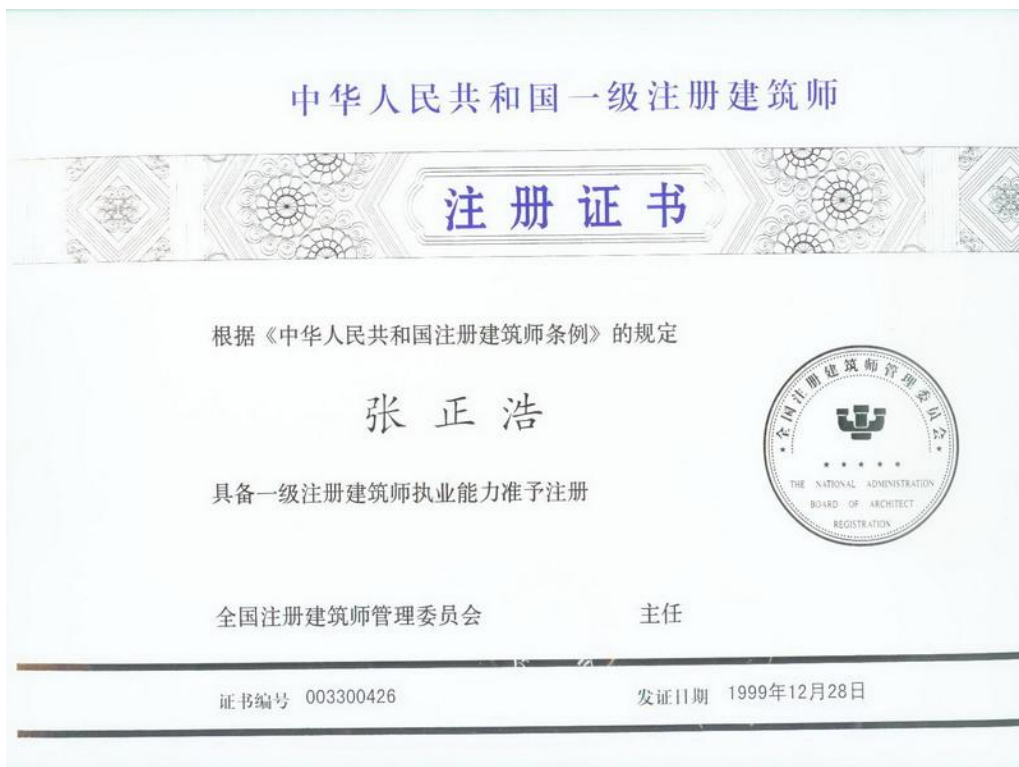 中华人民共和国一级注册建筑师
注册证书
根据《中华人民共和国注册建筑师条例》的规定
张正浩
具备一级注册建筑师执业能力准予注册
全国注册建筑师管理委员会
THE NATIONAL ADMINISTRATION
BOARD OF ARCHITECT
REGISTRATION
全国注册建筑师管理委员会 主任
证书编号 003300426 发证日期 1999年12月28日